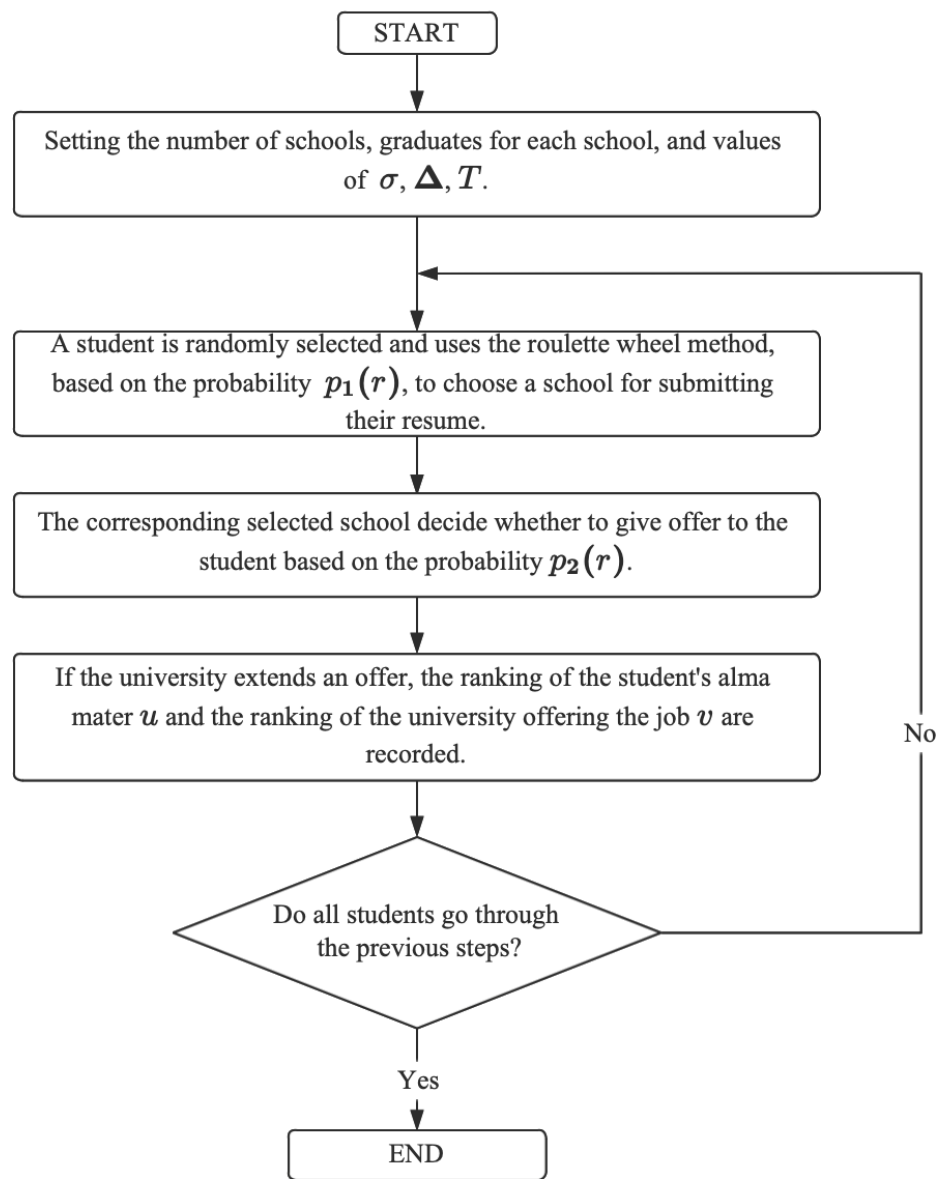 START
Setting the number of schools, graduates for each school, and values
of σ, Δ, T.
A student is randomly selected and uses the roulette wheel method,
based on the probability p₁(r), to choose a school for submitting
their resume.
The corresponding selected school decide whether to give offer to the
student based on the probability p₂(r).
If the university extends an offer, the ranking of the student's alma
mater u and the ranking of the university offering the job v are
recorded.
No
Do all students go through
the previous steps?
Yes
END